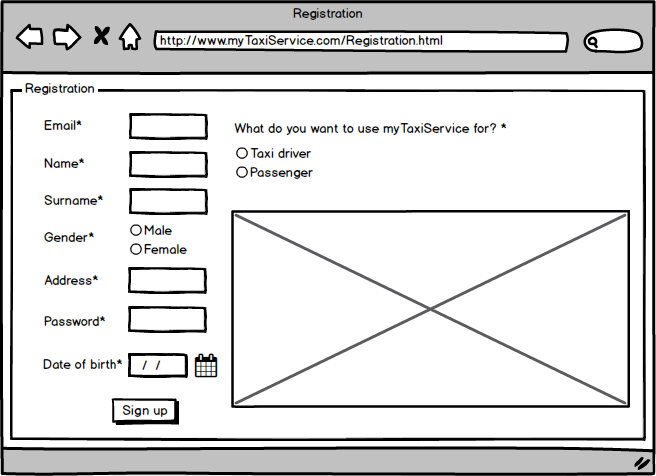 Registration
http://www.myTaxiService.com/Registration.html
Registration
Email*
Name*
Surname*
Gender*
Male
Female
Address*
Password*
Date of birth*
/ /
Sign up
What do you want to use myTaxiService for? *
Taxi driver
Passenger